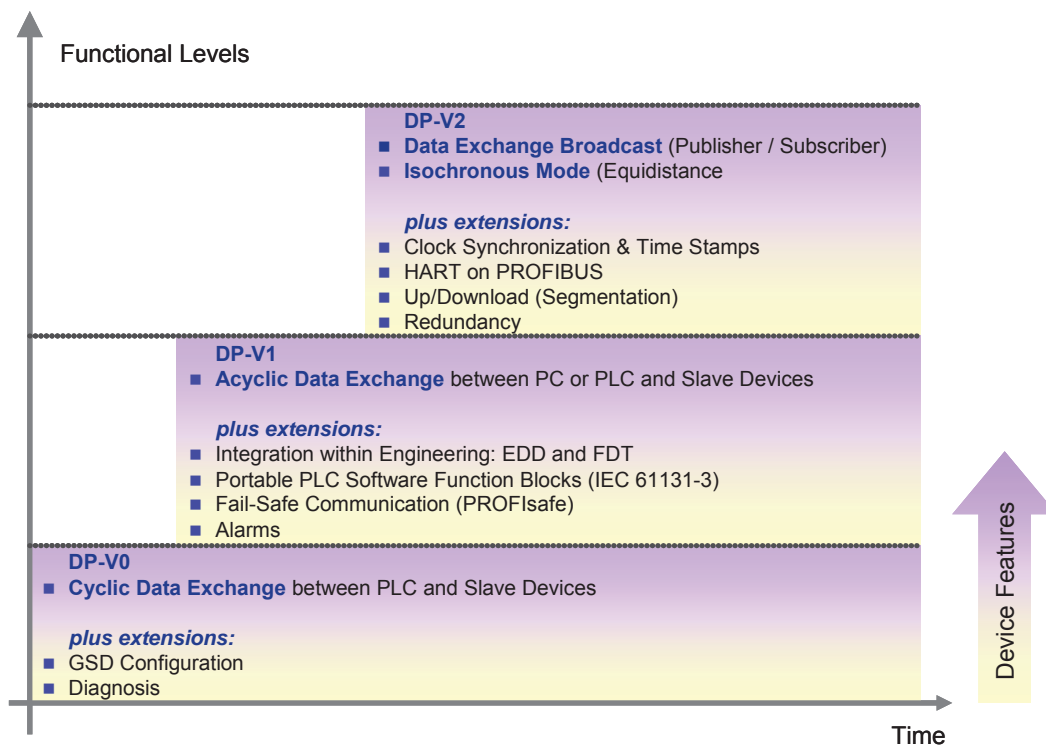 Functional Levels
DP-V2
Data Exchange Broadcast (Publisher / Subscriber)
Isochronous Mode (Equidistance
plus extensions:
Clock Synchronization & Time Stamps
HART on PROFIBUS
Up/Download (Segmentation)
Redundancy
DP-V1
Acyclic Data Exchange between PC or PLC and Slave Devices
plus extensions:
Integration within Engineering: EDD and FDT
Portable PLC Software Function Blocks (IEC 61131-3)
Fail-Safe Communication (PROFIsafe)
Alarms
DP-V0
Cyclic Data Exchange between PLC and Slave Devices
plus extensions:
GSD Configuration
Diagnosis
Device Features
Time